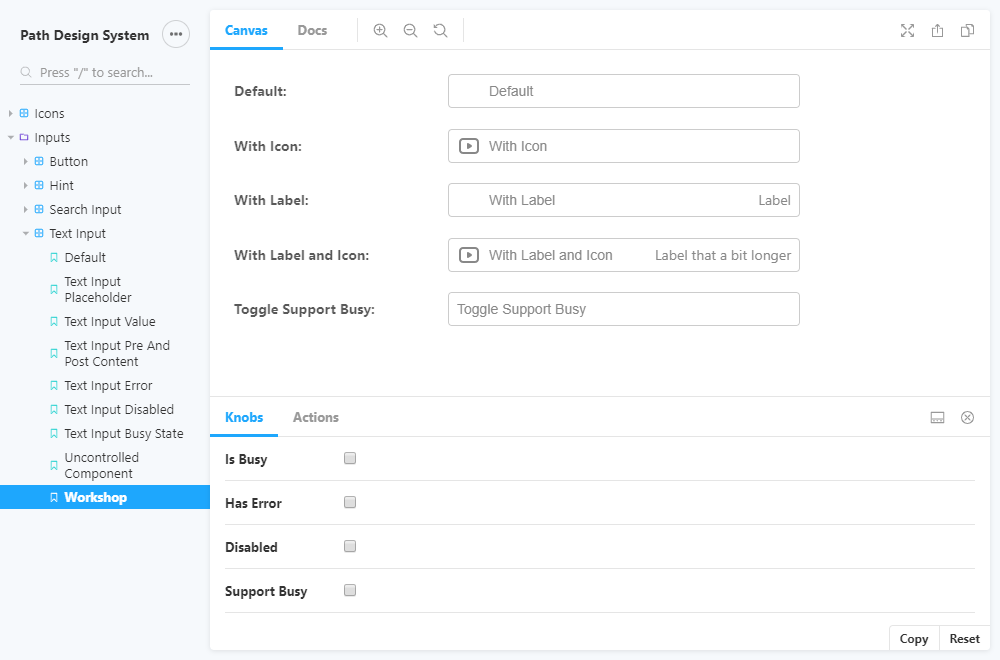 Path Design System
Press "/" to search...
Icons
Inputs
Button
Hint
Search Input
Text Input
Default
Text Input
Placeholder
Text Input Value
Text Input Pre And
Post Content
Text Input Error
Text Input Disabled
Text Input Busy State
Uncontrolled
Component
Workshop
Canvas Docs
Default: Default
With Icon: With Icon
With Label: With Label Label
With Label and Icon: With Label and Icon Label that a bit longer
Toggle Support Busy: Toggle Support Busy
Knobs Actions
Is Busy
Has Error
Disabled
Support Busy
Copy Reset